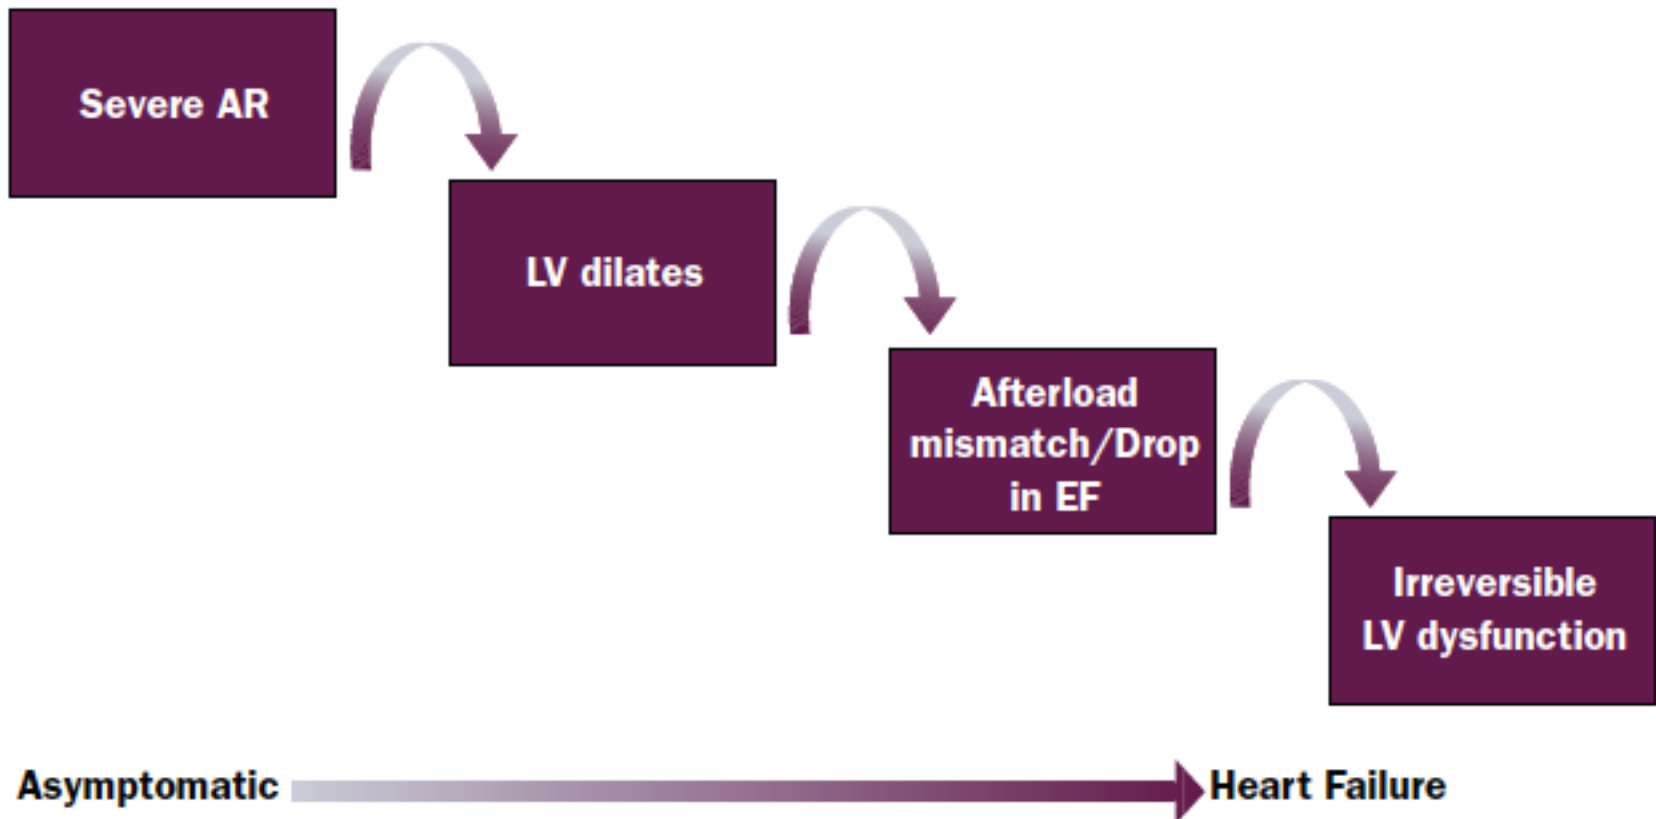 Severe AR
LV dilates
Afterload
mismatch/Drop
in EF
Irreversible
LV dysfunction
Asymptomatic
Heart Failure